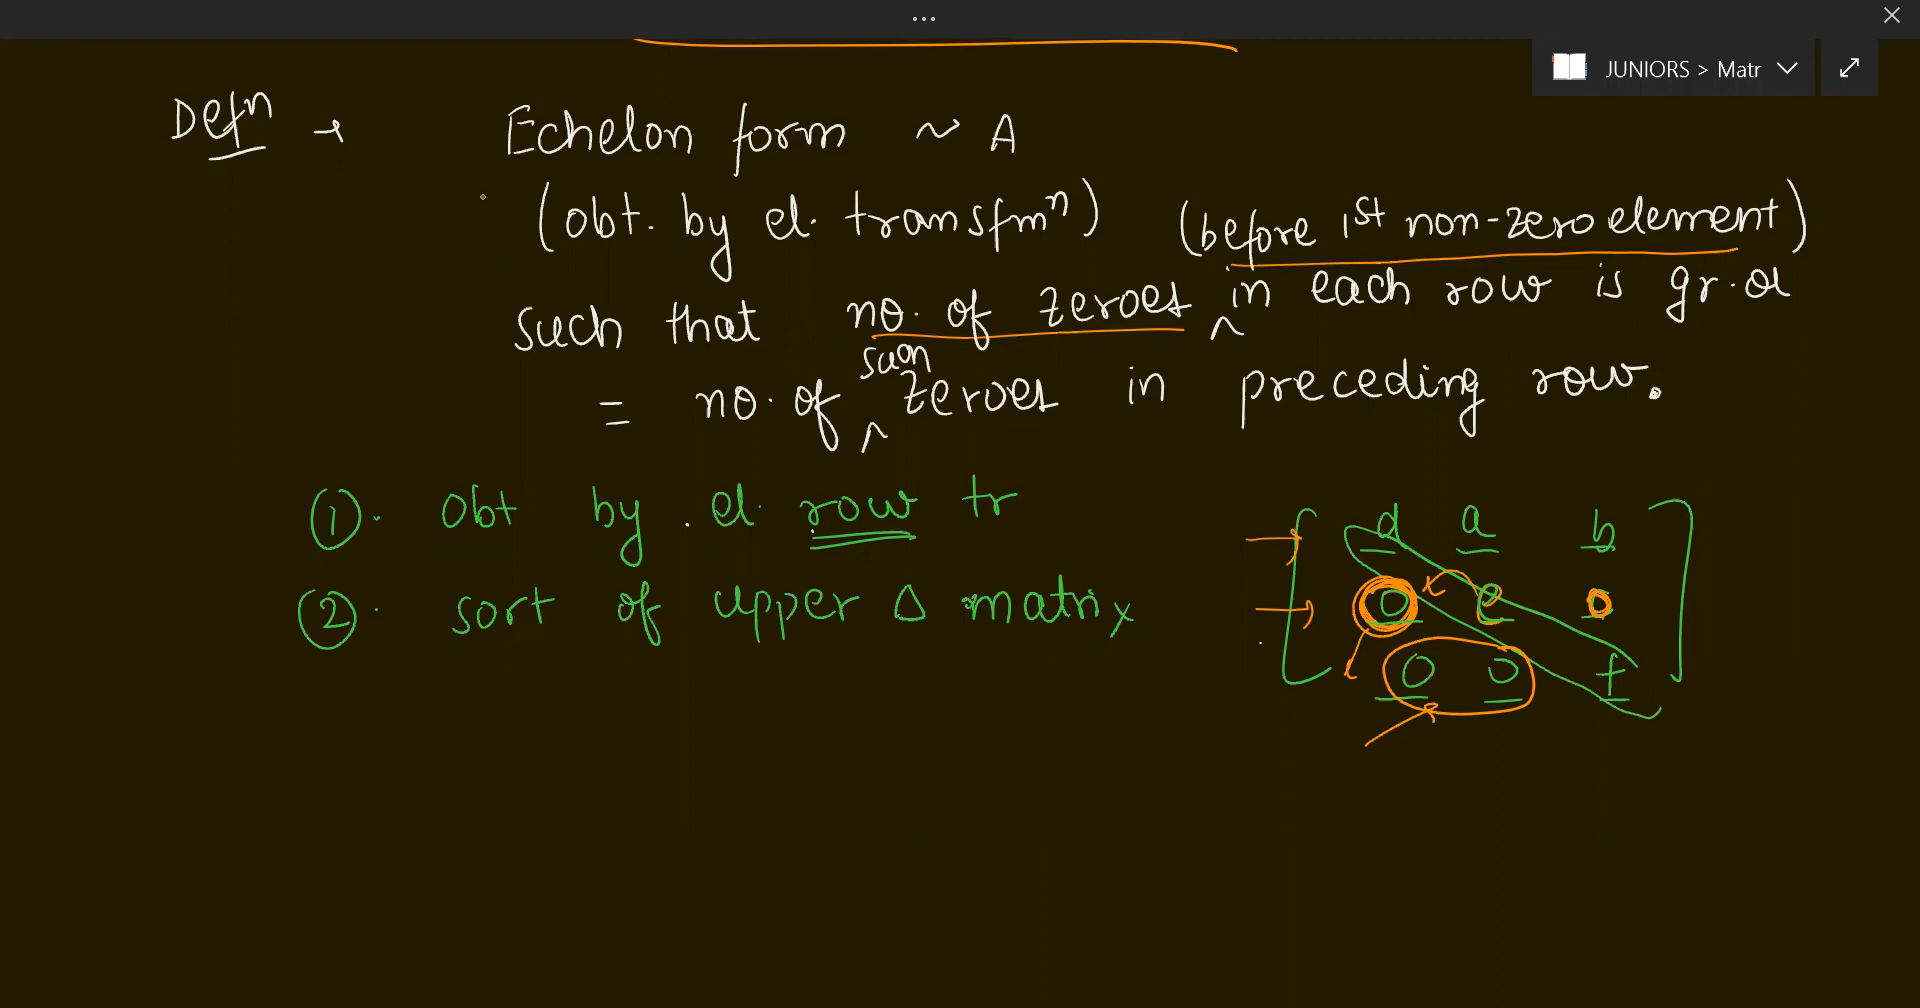 JUNIORS > Matr
Defn → Echelon form ~ A
(obt. by el. transfmn) (before 1st non-zero element)
such that no. of zeroes ^ in each row is gr. or
= no. of ^ such zeroes in preceding row.
①. Obt by el. row tr
②. sort of upper Δ matrix
d a b
0 e 0
0 0 f